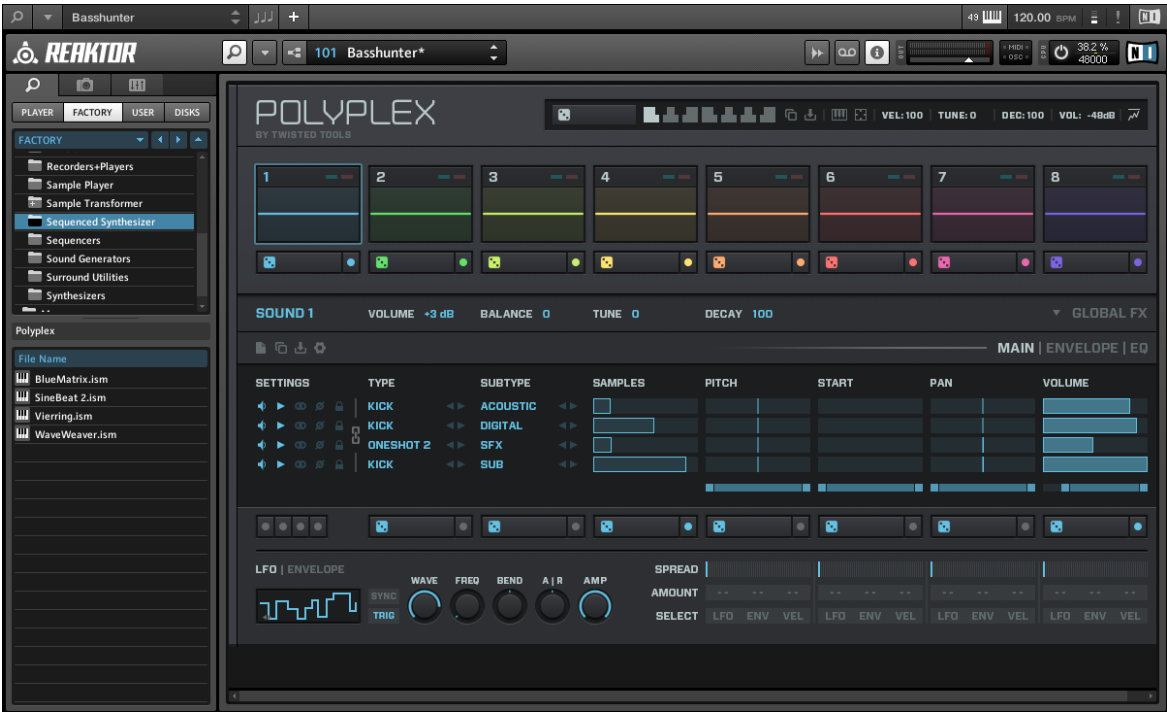 Basshunter
49 120.00 BPM NI
REAKTOR 101 Basshunter* OUT MIDI OSC CPU 38.2 % 48000 NI
PLAYER FACTORY USER DISKS
FACTORY
Recorders+Players
Sample Player
Sample Transformer
Sequenced Synthesizer
Sequencers
Sound Generators
Surround Utilities
Synthesizers
Polyplex
File Name
BlueMatrix.ism
SineBeat 2.ism
Vierring.ism
WaveWeaver.ism
POLYPLEX
BY TWISTED TOOLS
VEL: 100 TUNE: 0 DEC: 100 VOL: -48dB
1 2 3 4 5 6 7 8
SOUND 1 VOLUME +3 dB BALANCE 0 TUNE 0 DECAY 100 GLOBAL FX
MAIN | ENVELOPE | EQ
SETTINGS TYPE SUBTYPE SAMPLES PITCH START PAN VOLUME
KICK ACOUSTIC
KICK DIGITAL
ONESHOT 2 SFX
KICK SUB
LFO | ENVELOPE
SYNC
TRIG
WAVE FREQ BEND A | R AMP
SPREAD
AMOUNT -- -- -- -- -- -- -- -- -- -- -- --
SELECT LFO ENV VEL LFO ENV VEL LFO ENV VEL LFO ENV VEL